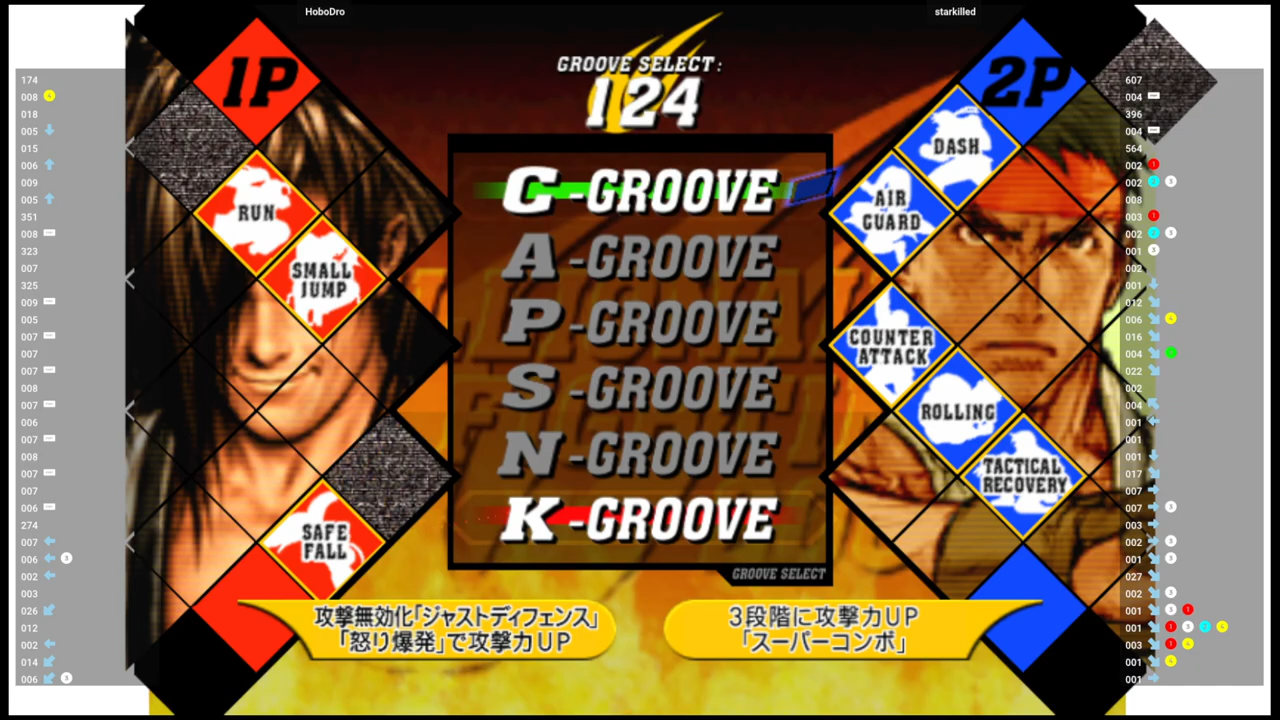 HoboDro
starkilled
1P
GROOVE SELECT:
124
2P
RUN
SMALL
JUMP
SAFE
FALL
C-GROOVE
A-GROOVE
P-GROOVE
S-GROOVE
N-GROOVE
K-GROOVE
GROOVE SELECT
DASH
AIR
GUARD
COUNTER
ATTACK
ROLLING
TACTICAL
RECOVERY
攻撃無効化「ジャストディフェンス」
「怒り爆発」で攻撃力UP
3段階に攻撃力UP
「スーパーコンボ」
174
008
018
005
015
006
009
005
351
008
323
007
325
009
005
007
007
007
008
007
006
007
008
007
007
006
274
007
006
002
003
026
012
002
014
006
607
004
396
004
564
002
002
008
003
002
001
002
001
012
006
016
004
022
002
004
001
001
001
017
007
007
003
002
001
027
002
001
001
003
001
001